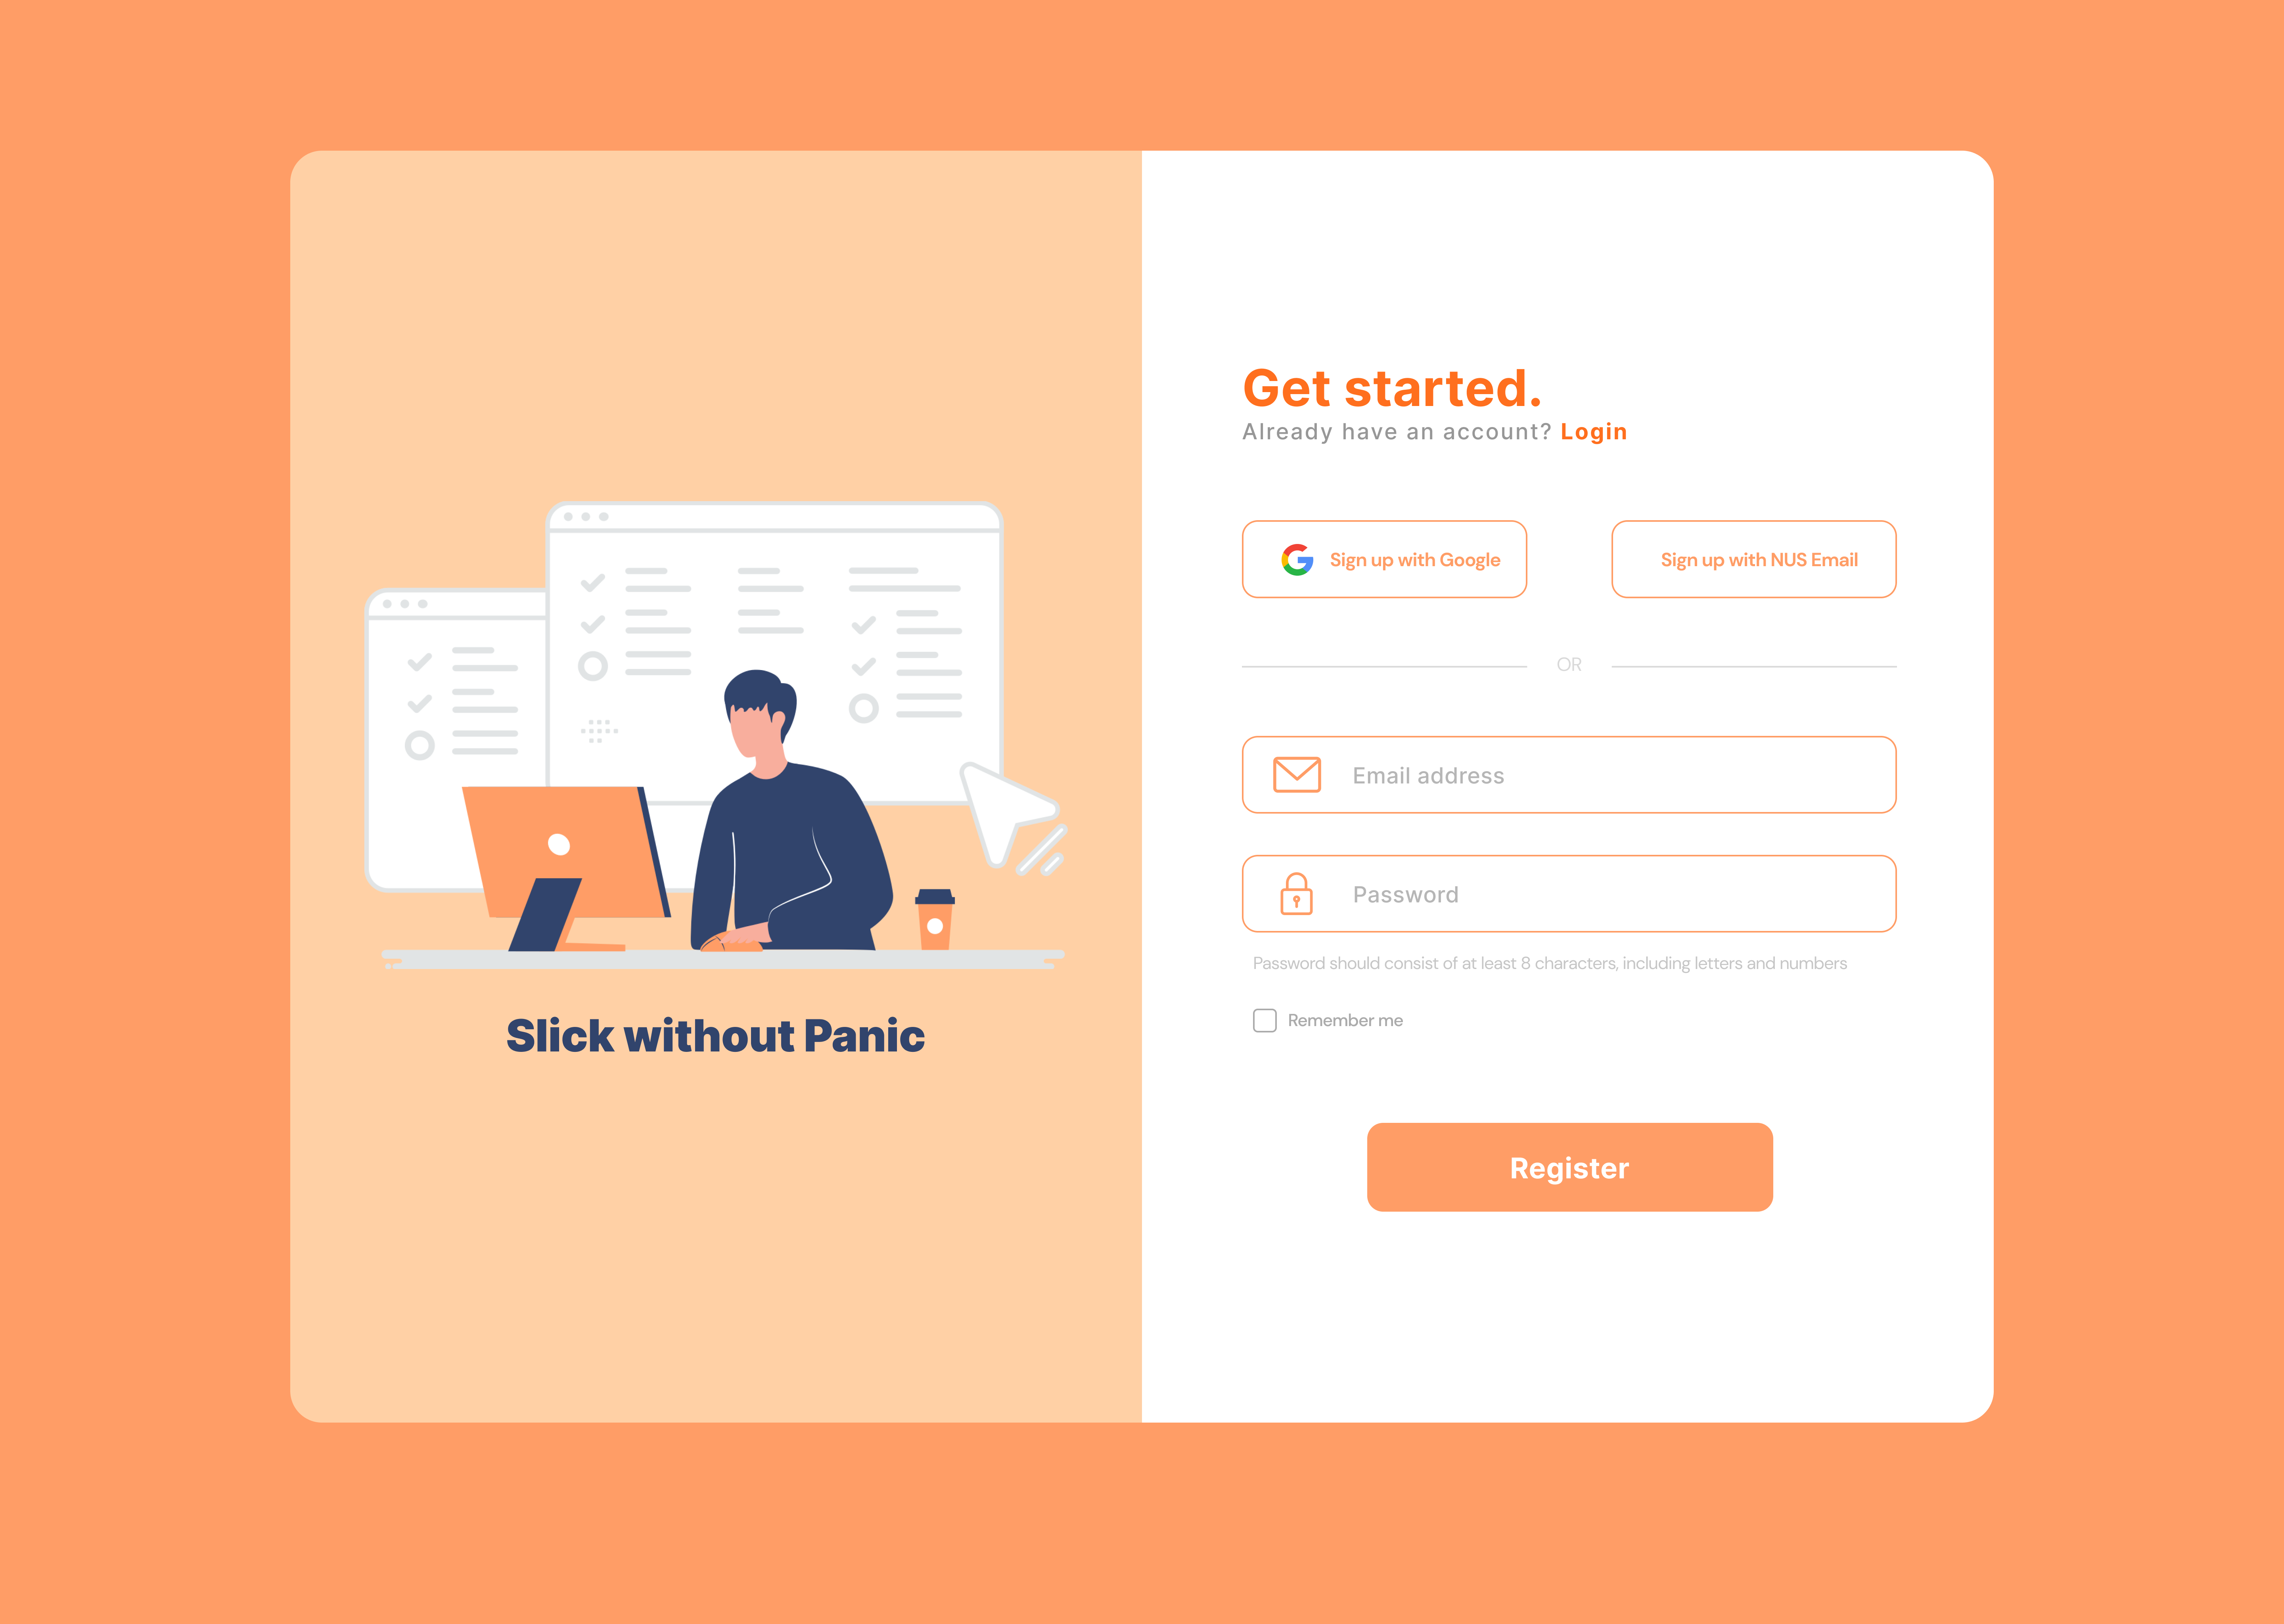 Get started.
Already have an account? Login
Sign up with Google
Sign up with NUS Email
OR
Email address
Password
Password should consist of at least 8 characters, including letters and numbers
Remember me
Register
Slick without Panic